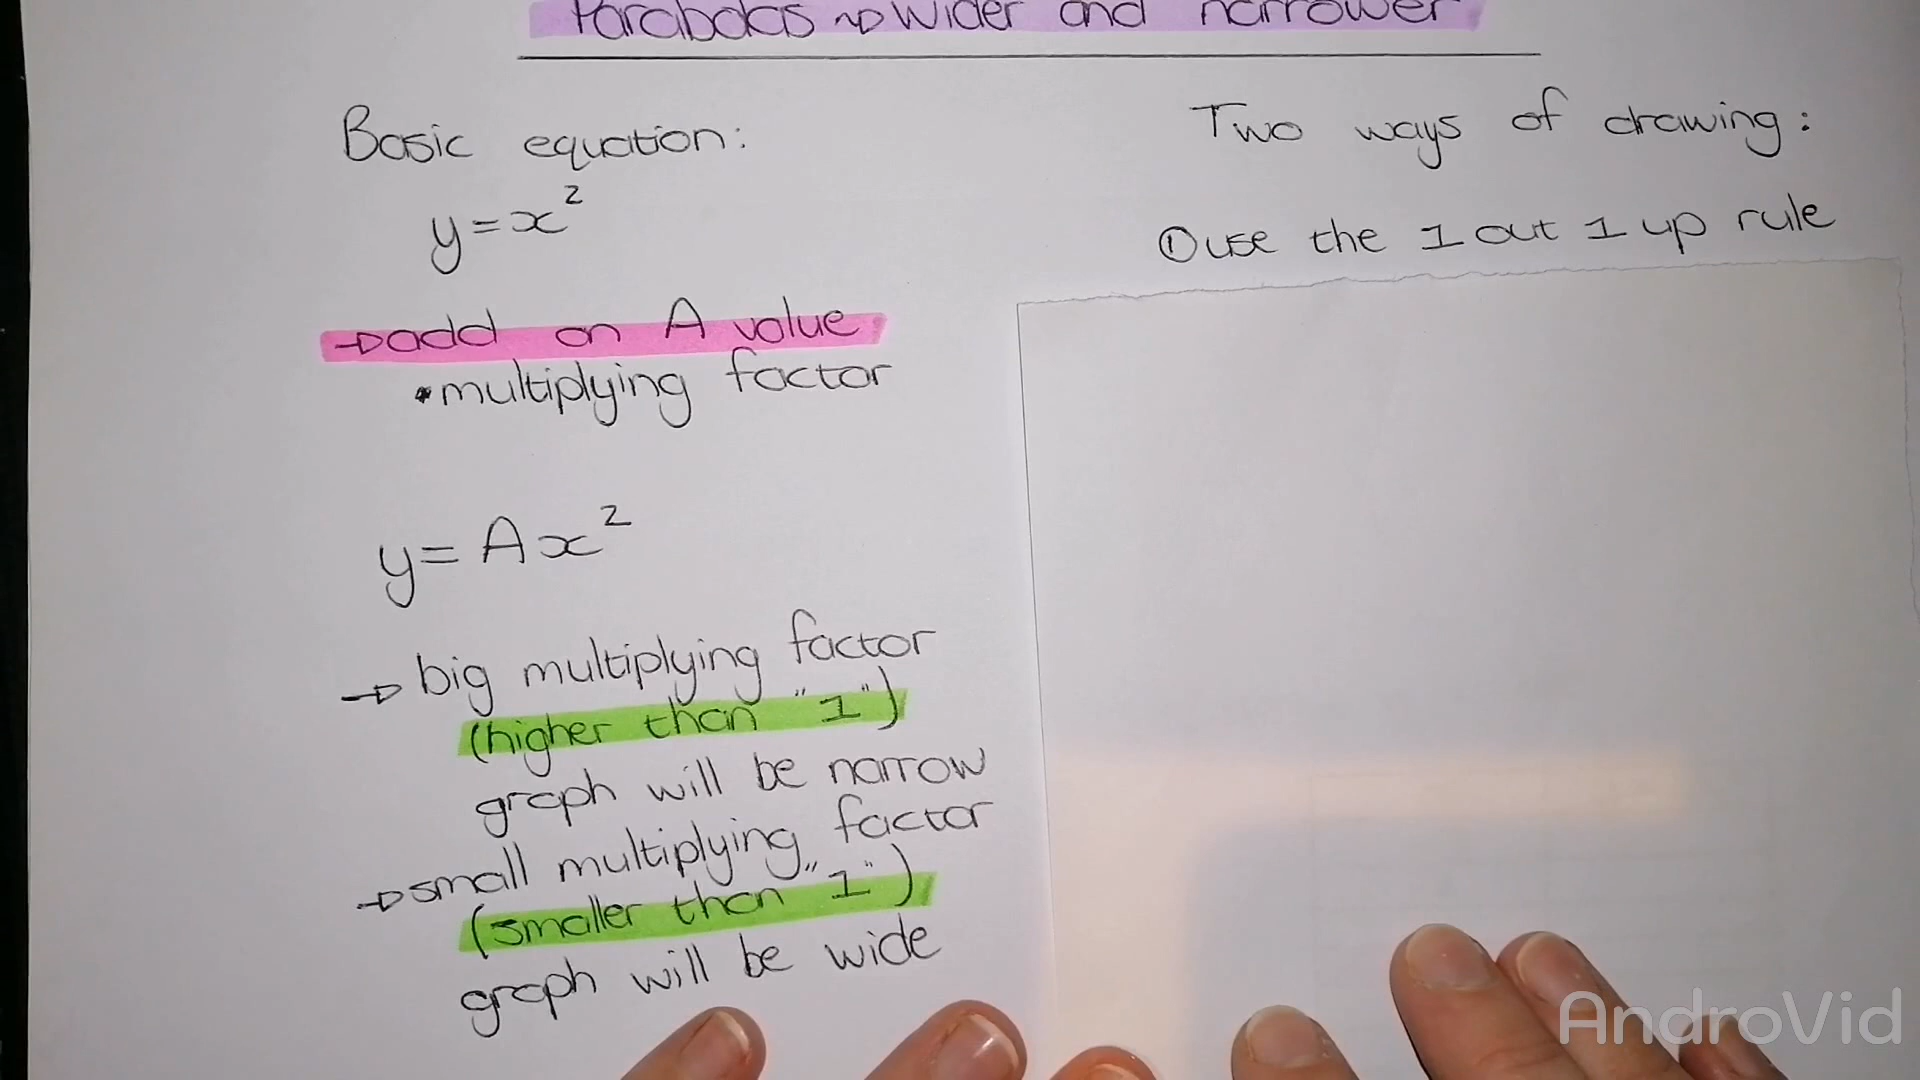 Parabolas → wider and narrower
Basic equation:
y=x²
→ add on A value
• multiplying factor
y=Ax²
→ big multiplying factor
(higher than "1")
graph will be narrow
→ small multiplying factor
(smaller than "1")
graph will be wide
Two ways of drawing:
① use the 1 out 1 up rule
AndroVid